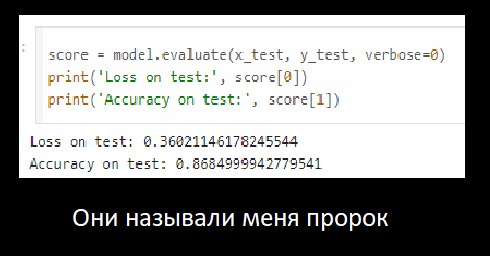 score = model.evaluate(x_test, y_test, verbose=0)
print('Loss on test:', score[0])
print('Accuracy on test:', score[1])
Loss on test: 0.36021146178245544
Accuracy on test: 0.8684999942779541
Они называли меня пророк